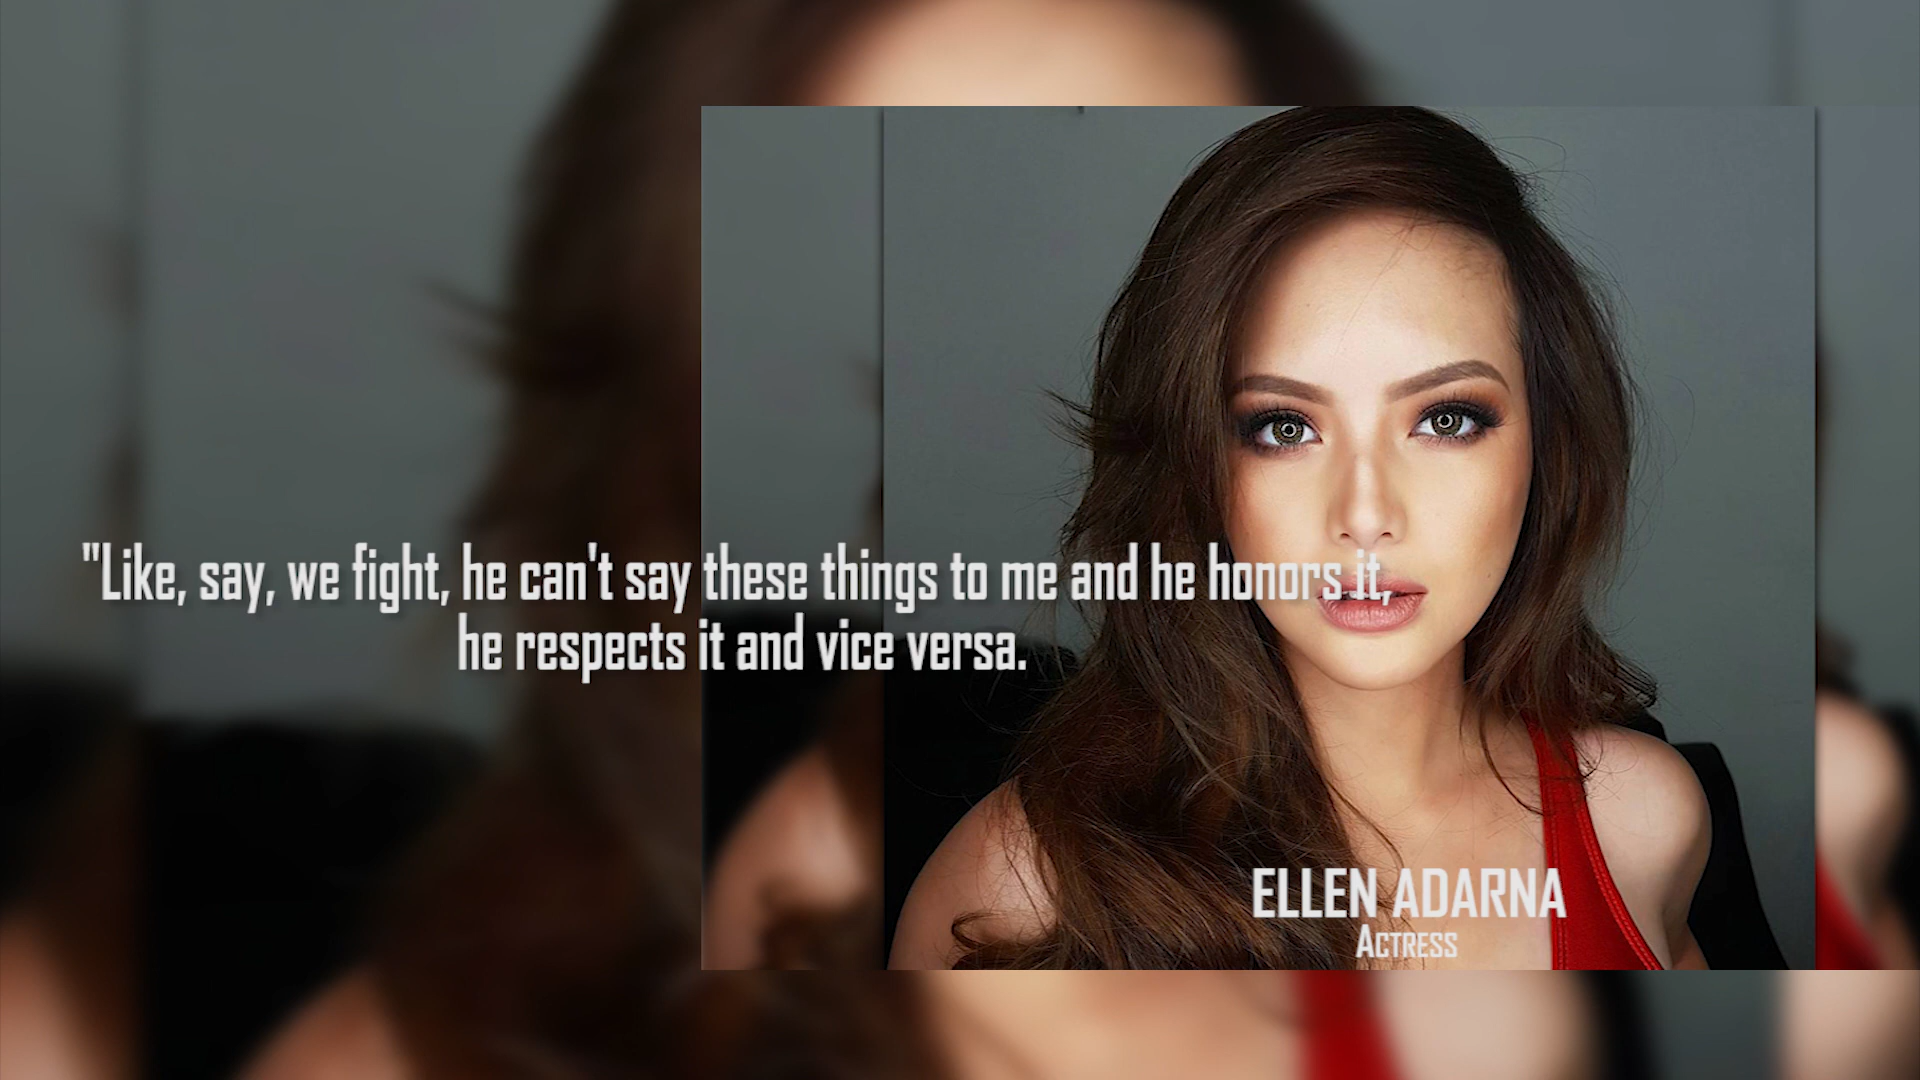 "Like, say, we fight, he can't say these things to me and he honors it,
he respects it and vice versa.
ELLEN ADARNA
ACTRESS